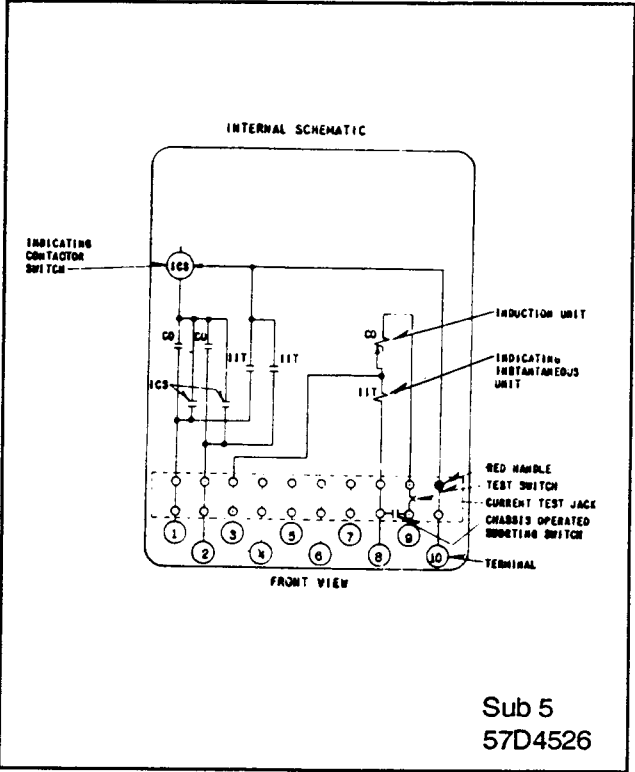 INTERNAL SCHEMATIC
INDICATING
CONTACTOR
SWITCH
ICS
CO
CO
IIT
IIT
ICS
CO
INDUCTION UNIT
IIT
INDICATING
INSTANTANEOUS
UNIT
RED HANDLE
TEST SWITCH
CURRENT TEST JACK
CHASSIS OPERATED
SHORTING SWITCH
TERMINAL
1
2
3
4
5
6
7
8
9
10
FRONT VIEW
Sub 5
57D4526